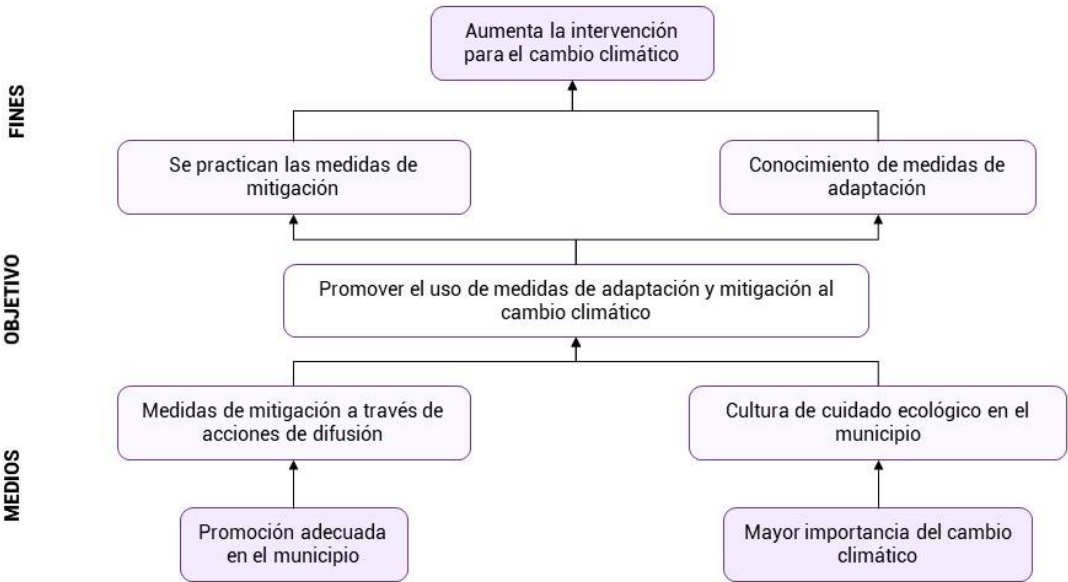 Aumenta la intervención
para el cambio climático
FINES
Se practican las medidas de
mitigación
Conocimiento de medidas de
adaptación
OBJETIVO
Promover el uso de medidas de adaptación y mitigación al
cambio climático
Medidas de mitigación a través de
acciones de difusión
Cultura de cuidado ecológico en el
municipio
MEDIOS
Promoción adecuada
en el municipio
Mayor importancia del cambio
climático